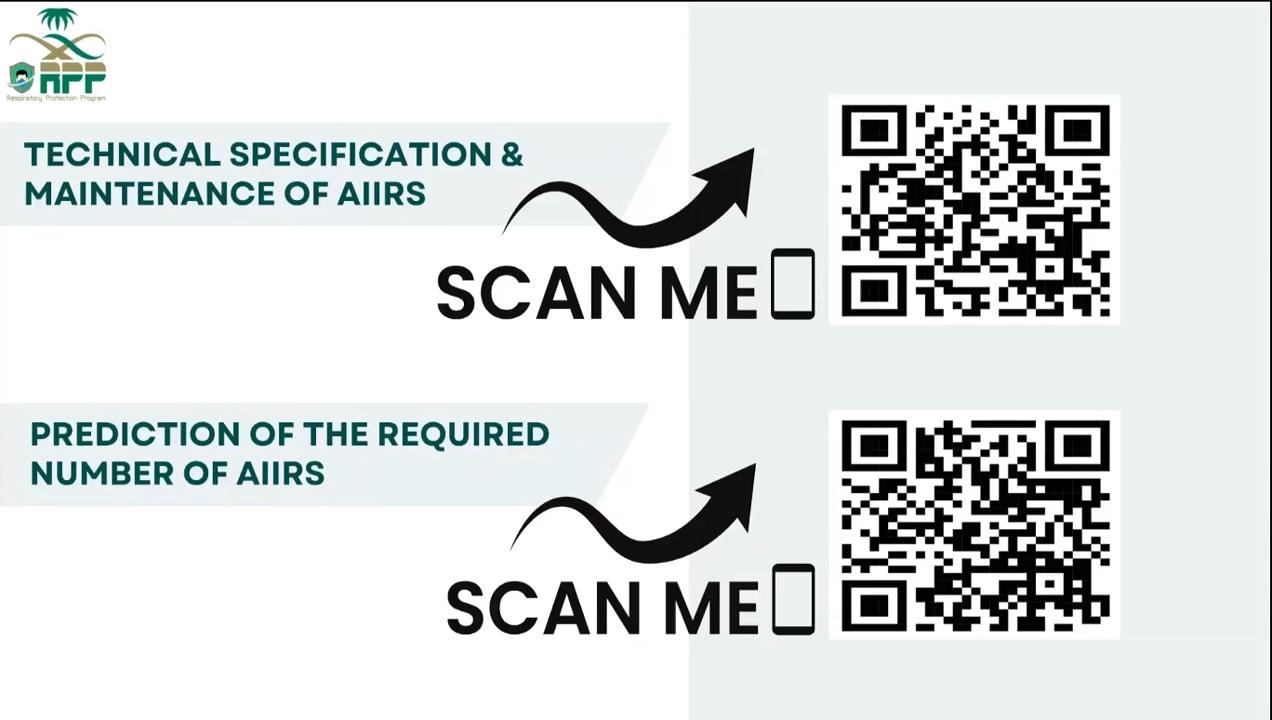 RPP
Respiratory Protection Program
TECHNICAL SPECIFICATION &
MAINTENANCE OF AIIRS
SCAN ME
PREDICTION OF THE REQUIRED
NUMBER OF AIIRS
SCAN ME